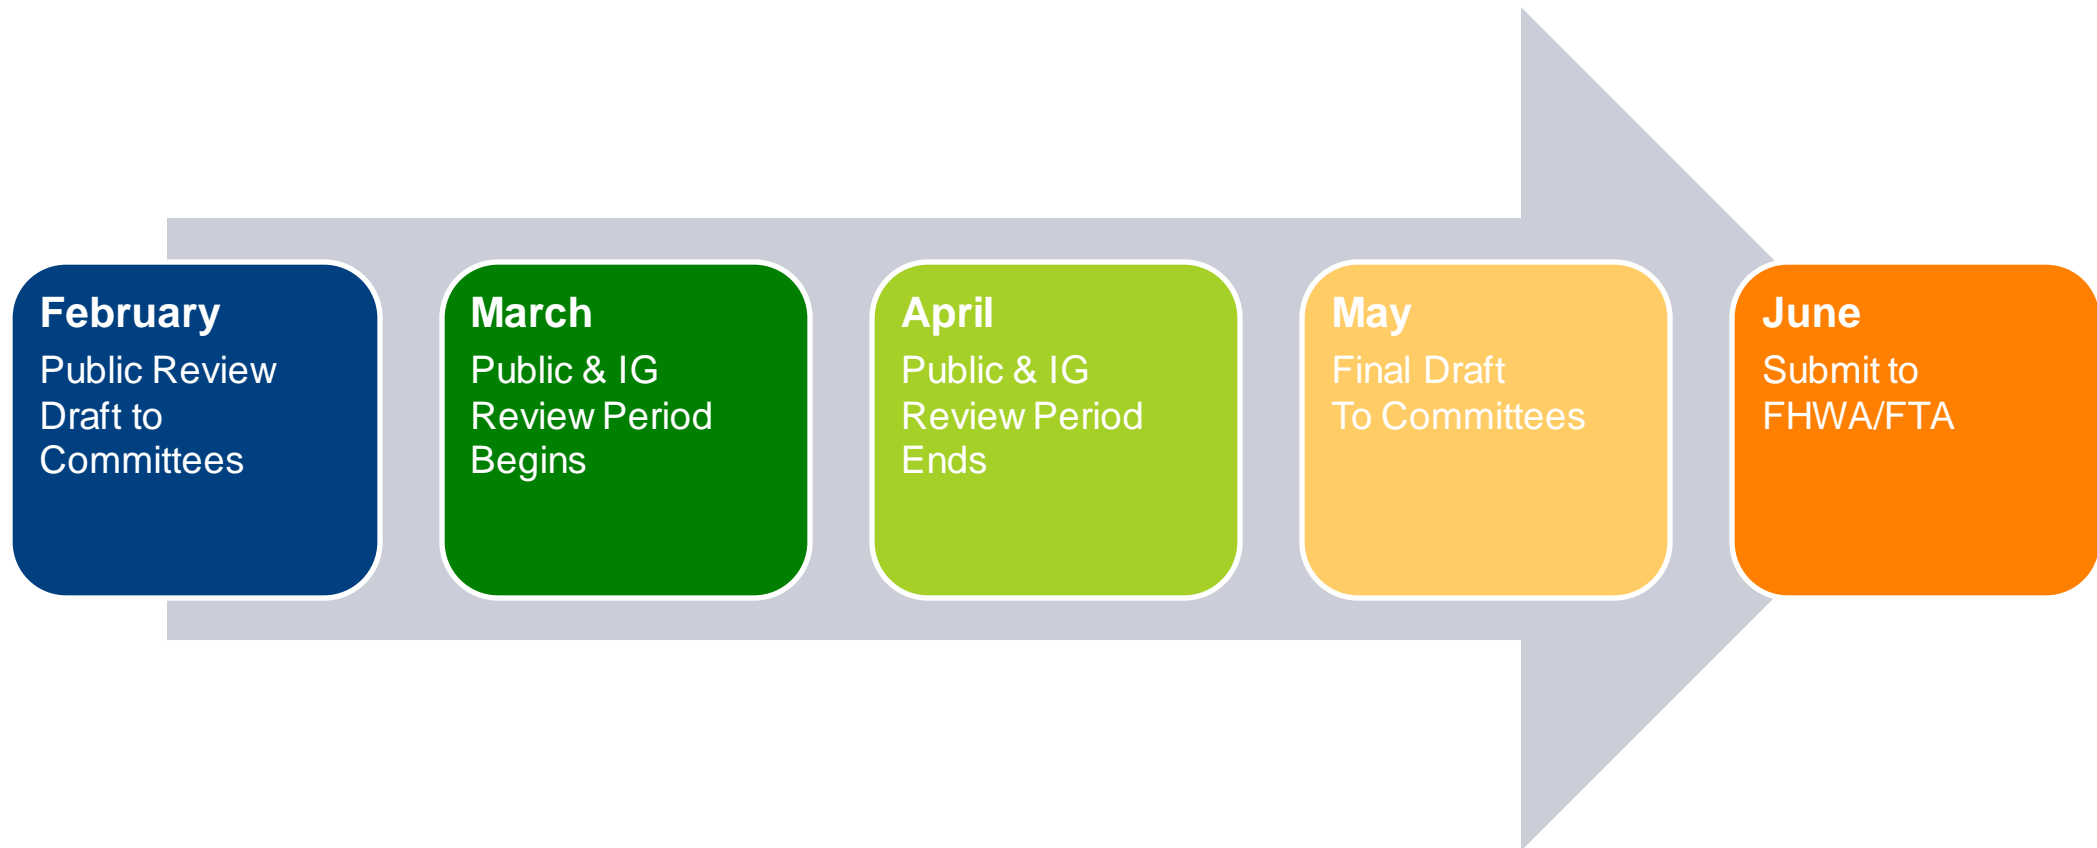 February
Public Review
Draft to
Committees
March
Public & IG
Review Period
Begins
April
Public & IG
Review Period
Ends
May
Final Draft
To Committees
June
Submit to
FHWA/FTA